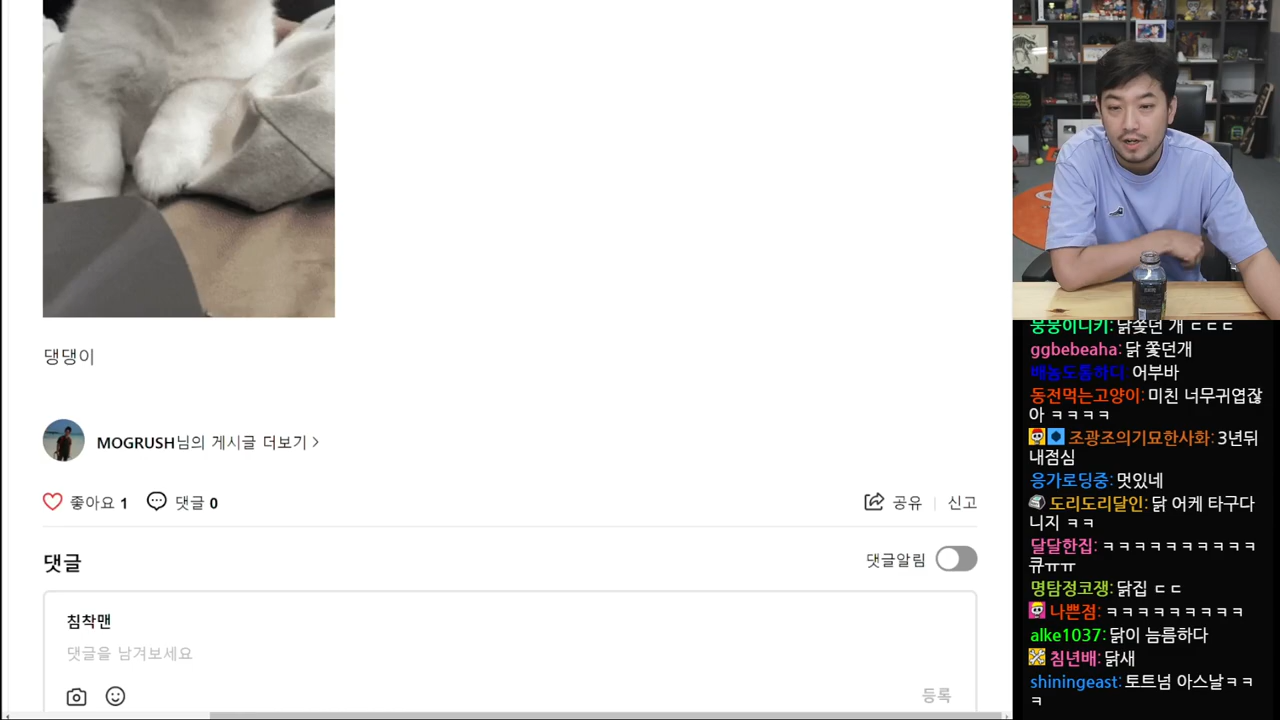 댕댕이
MOGRUSH님의 게시글 더보기 >
좋아요 1 댓글 0
공유 신고
댓글
댓글알림
침착맨
댓글을 남겨보세요
등록
붕붕이니키: 닭쫓던 개 ㄷㄷㄷ
ggbebeaha: 닭 쫓던개
배놈도통하디: 어부바
동전먹는고양이: 미친 너무귀엽잖
아 ㅋㅋㅋㅋ
조광조의기묘한사화: 3년뒤
내점심
응가로딩중: 멋있네
도리도리달인: 닭 어케 타구다
니지 ㅋㅋ
달달한집: ㅋㅋㅋㅋㅋㅋㅋㅋㅋㅋ
큐ㅠㅠ
명탐정코쟁: 닭집 ㄷㄷ
나쁜점: ㅋㅋㅋㅋㅋㅋㅋㅋㅋ
alke1037: 닭이 늠름하다
침년배: 닭새
shiningeast: 토트넘 아스날ㅋㅋ
ㅋ